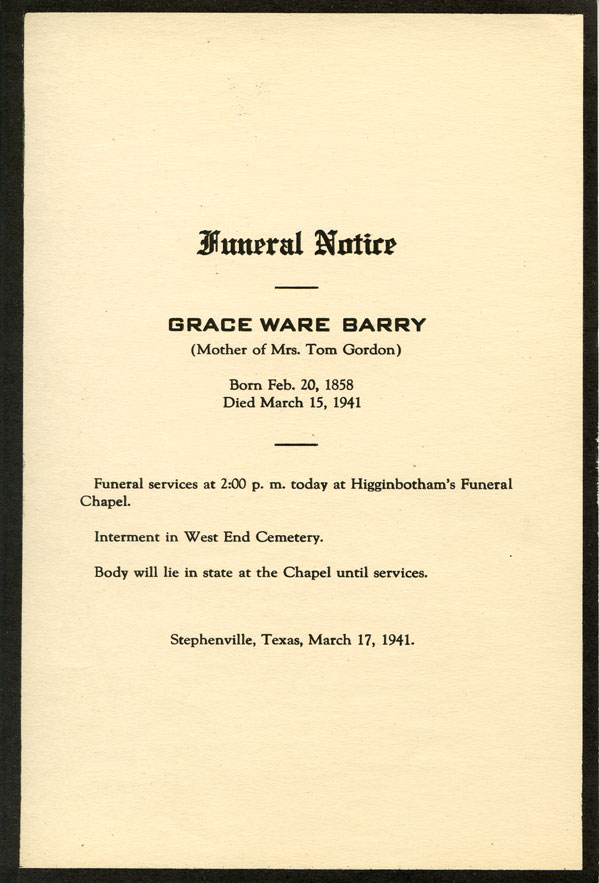 Funeral Notice
GRACE WARE BARRY
(Mother of Mrs. Tom Gordon)
Born Feb. 20, 1858
Died March 15, 1941
Funeral services at 2:00 p. m. today at Higginbotham's Funeral
Chapel.
Interment in West End Cemetery.
Body will lie in state at the Chapel until services.
Stephenville, Texas, March 17, 1941.